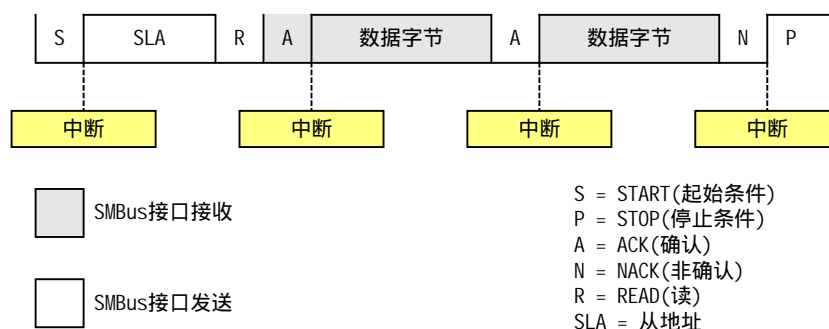 S SLA R A 数据字节 A 数据字节 N P
中断 中断 中断 中断
SMBus接口接收
SMBus接口发送
S = START(起始条件)
P = STOP(停止条件)
A = ACK(确认)
N = NACK(非确认)
R = READ(读)
SLA = 从地址